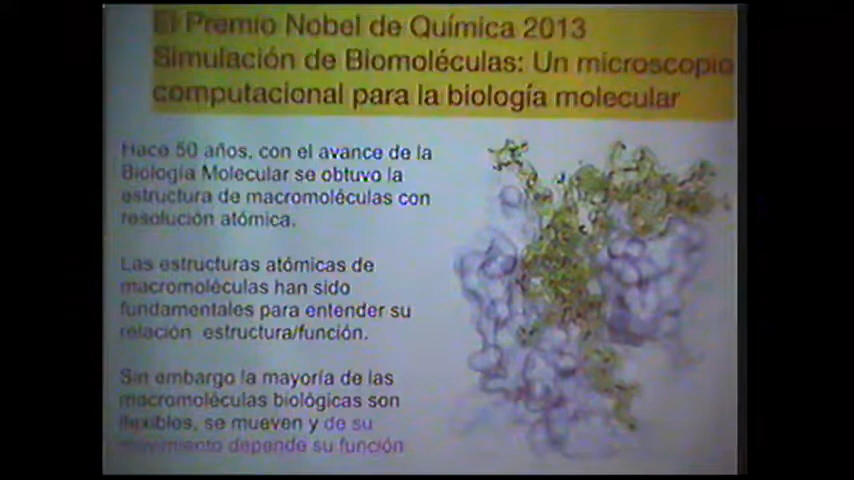 El Premio Nobel de Química 2013
Simulación de Biomoléculas: Un microscopio
computacional para la biología molecular
Hace 50 años, con el avance de la
Biología Molecular se obtuvo la
estructura de macromoléculas con
resolución atómica.
Las estructuras atómicas de
macromoléculas han sido
fundamentales para entender su
relación estructura/función.
Sin embargo la mayoría de las
macromoléculas biológicas son
flexibles, se mueven y de su
movimiento depende su función